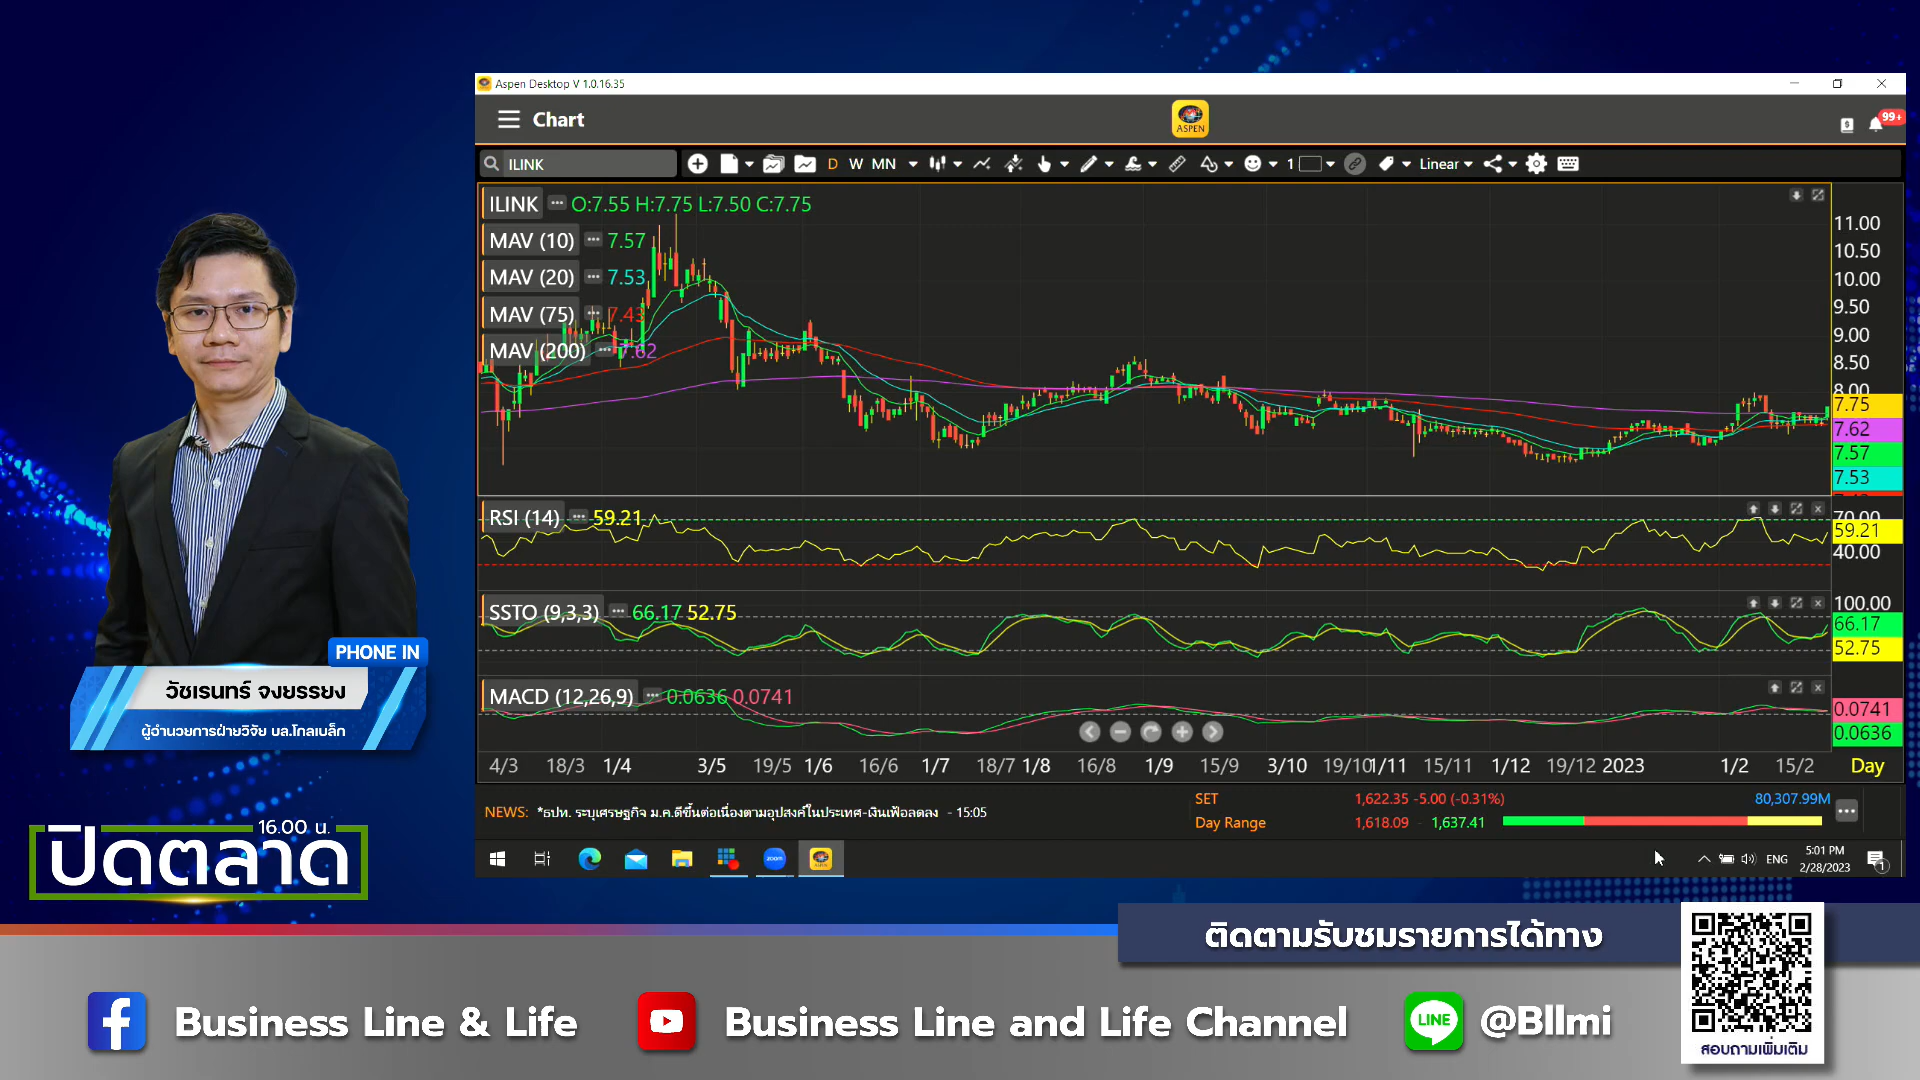 Aspen Desktop V 1.0.16.35
Chart
ASPEN
99+
ILINK
D W MN
1
Linear
ILINK O:7.55 H:7.75 L:7.50 C:7.75
MAV (10) 7.57
MAV (20) 7.53
MAV (75) 7.43
MAV (200) 7.62
11.00
10.50
10.00
9.50
9.00
8.50
8.00
7.75
7.62
7.57
7.53
RSI (14) 59.21
70.00
59.21
40.00
SSTO (9,3,3) 66.17 52.75
100.00
66.17
52.75
MACD (12,26,9) 0.0636 0.0741
0.0741
0.0636
4/3 18/3 1/4 3/5 19/5 1/6 16/6 1/7 18/7 1/8 16/8 1/9 15/9 3/10 19/10 1/11 15/11 1/12 19/12 2023 1/2 15/2 Day
NEWS: *ธปท. ระบุเศรษฐกิจ ม.ค.ดีขึ้นต่อเนื่องตามอุปสงค์ในประเทศ-เงินเฟ้อลดลง - 15:05
SET 1,622.35 -5.00 (-0.31%) 80,307.99M
Day Range 1,618.09 - 1,637.41
zoom
ENG
5:01 PM
2/28/2023
1
PHONE IN
วัชเรนทร์ จงยรรยง
ผู้อำนวยการฝ่ายวิจัย บล.โกลเบล็ก
16.00 น.
ปิดตลาด
ติดตามรับชมรายการได้ทาง
Business Line & Life
Business Line and Life Channel
LINE
@Bllmi
สอบถามเพิ่มเติม